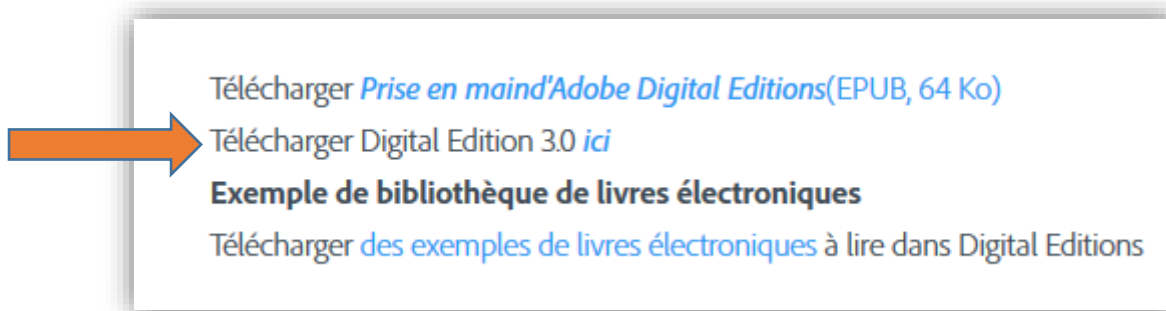 Télécharger Prise en maind'Adobe Digital Editions(EPUB, 64 Ko)
Télécharger Digital Edition 3.0 ici
Exemple de bibliothèque de livres électroniques
Télécharger des exemples de livres électroniques à lire dans Digital Editions